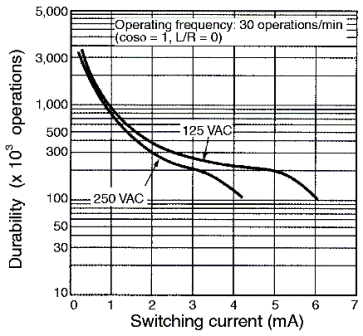 5,000
Operating frequency: 30 operations/min
(coso = 1, L/R = 0)
3,000
1,000
500
300
100
50
30
10
125 VAC
250 VAC
0 1 2 3 4 5 6 7
Durability (x 10³ operations)
Switching current (mA)